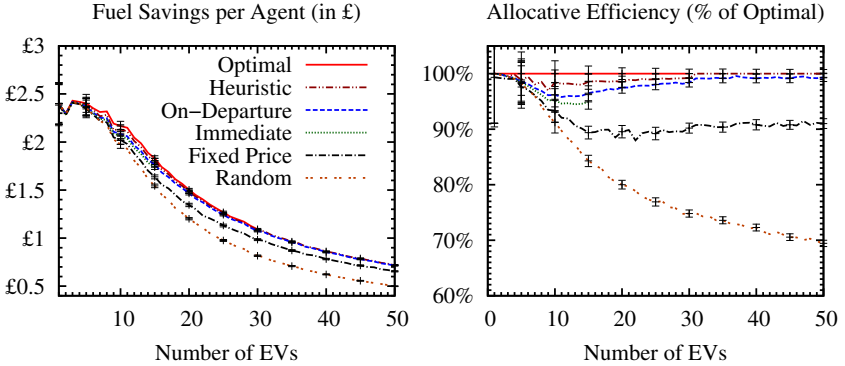 Fuel Savings per Agent (in £)
£3
£2.5
£2
£1.5
£1
£0.5
Optimal
Heuristic
On−Departure
Immediate
Fixed Price
Random
10 20 30 40 50
Number of EVs
Allocative Efficiency (% of Optimal)
100%
90%
80%
70%
60%
0 10 20 30 40 50
Number of EVs